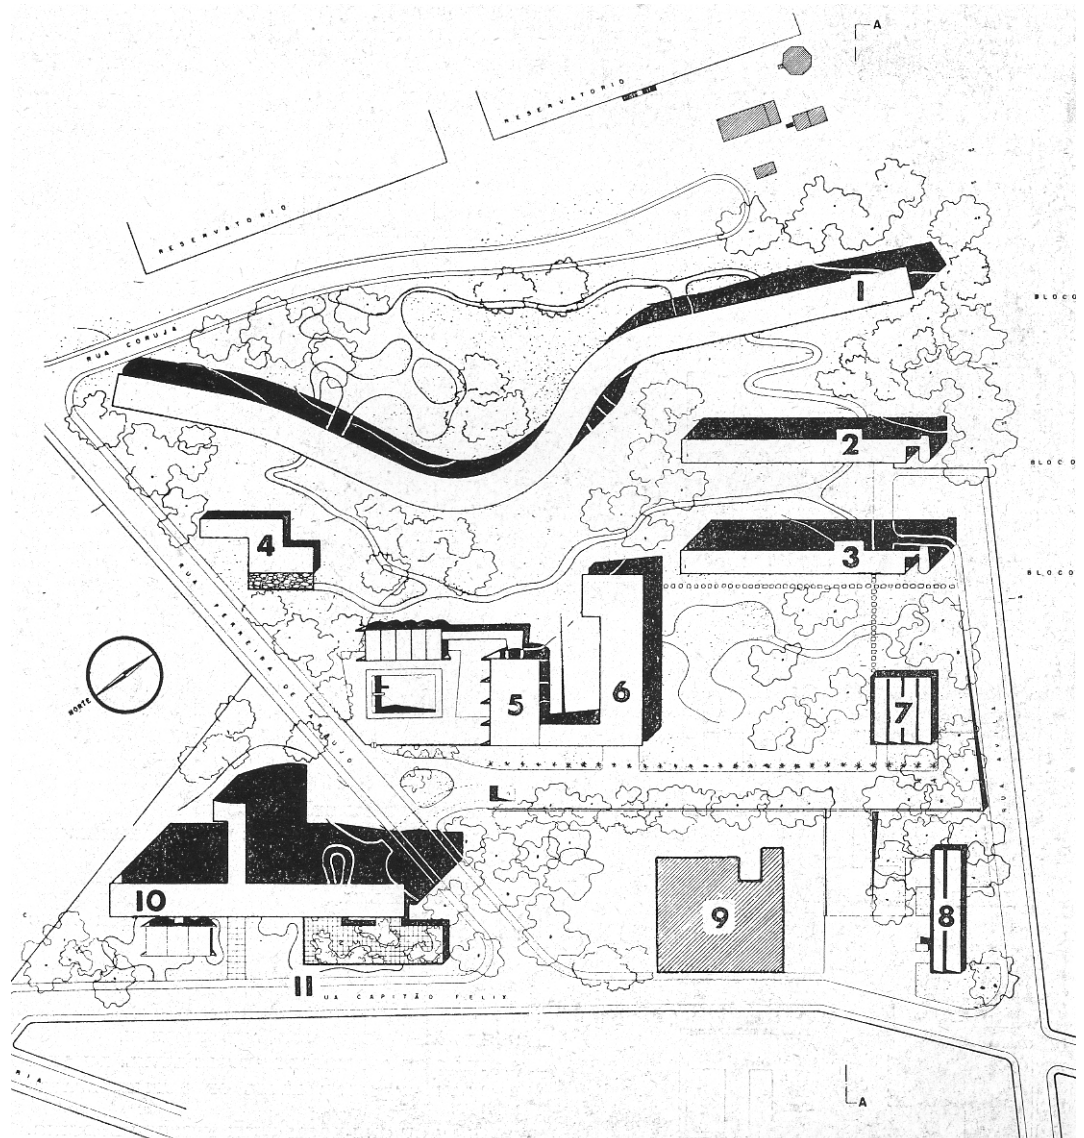 A
RESERVATORIO
RESERVATORIO
1
BLOCO
RUA CORUJA
2
BLOCO
3
BLOCO
4
RUA FERREIRA DE ARAUJO
NORTE
5
6
7
10
9
8
11
UA CAPITÃO FELIX
RIA
A